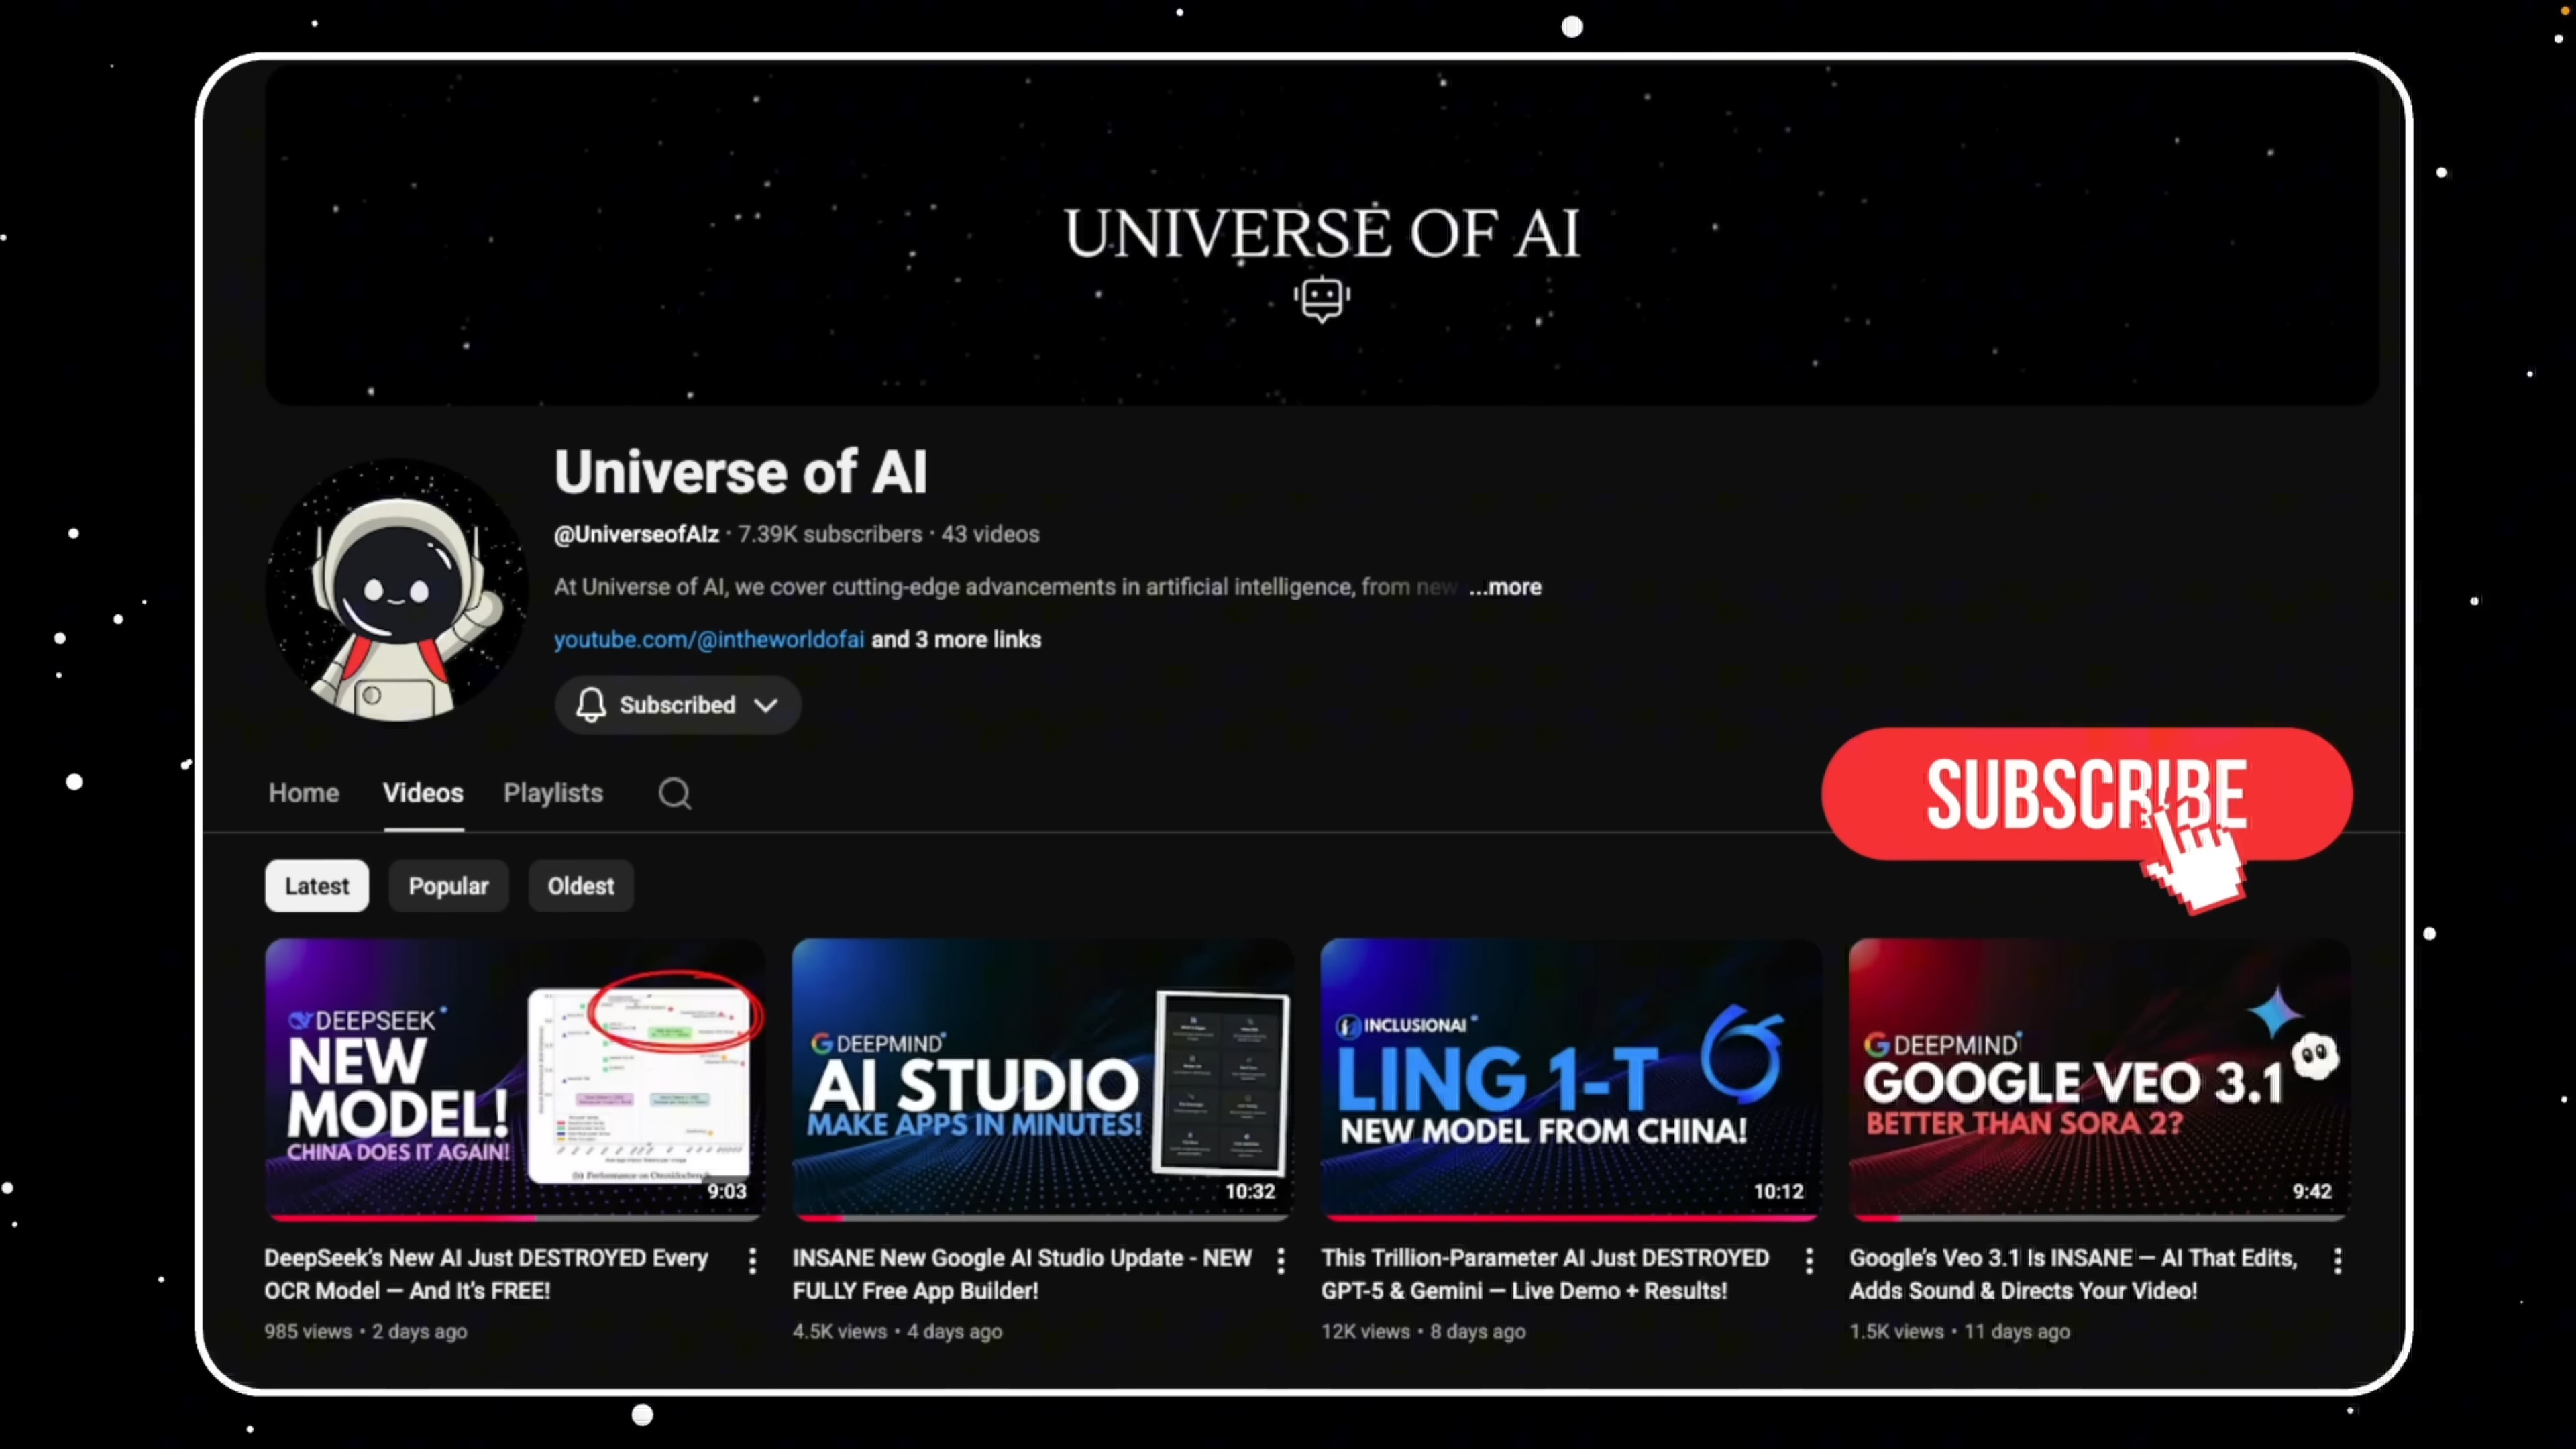 UNIVERSE OF AI
Universe of AI
@UniverseofAIz · 7.39K subscribers · 43 videos
At Universe of AI, we cover cutting-edge advancements in artificial intelligence, from new ...more
youtube.com/@intheworldofai and 3 more links
Subscribed
Home Videos Playlists
SUBSCRIBE
Latest Popular Oldest
DEEPSEEK
NEW
MODEL!
CHINA DOES IT AGAIN!
9:03
DEEPMIND
AI STUDIO
MAKE APPS IN MINUTES!
10:32
INCLUSIONAI
LING 1-T
NEW MODEL FROM CHINA!
10:12
DEEPMIND
GOOGLE VEO 3.1
BETTER THAN SORA 2?
9:42
DeepSeek's New AI Just DESTROYED Every
OCR Model — And It's FREE!
985 views • 2 days ago
INSANE New Google AI Studio Update - NEW
FULLY Free App Builder!
4.5K views • 4 days ago
This Trillion-Parameter AI Just DESTROYED
GPT-5 & Gemini — Live Demo + Results!
12K views • 8 days ago
Google's Veo 3.1 Is INSANE — AI That Edits,
Adds Sound & Directs Your Video!
1.5K views • 11 days ago